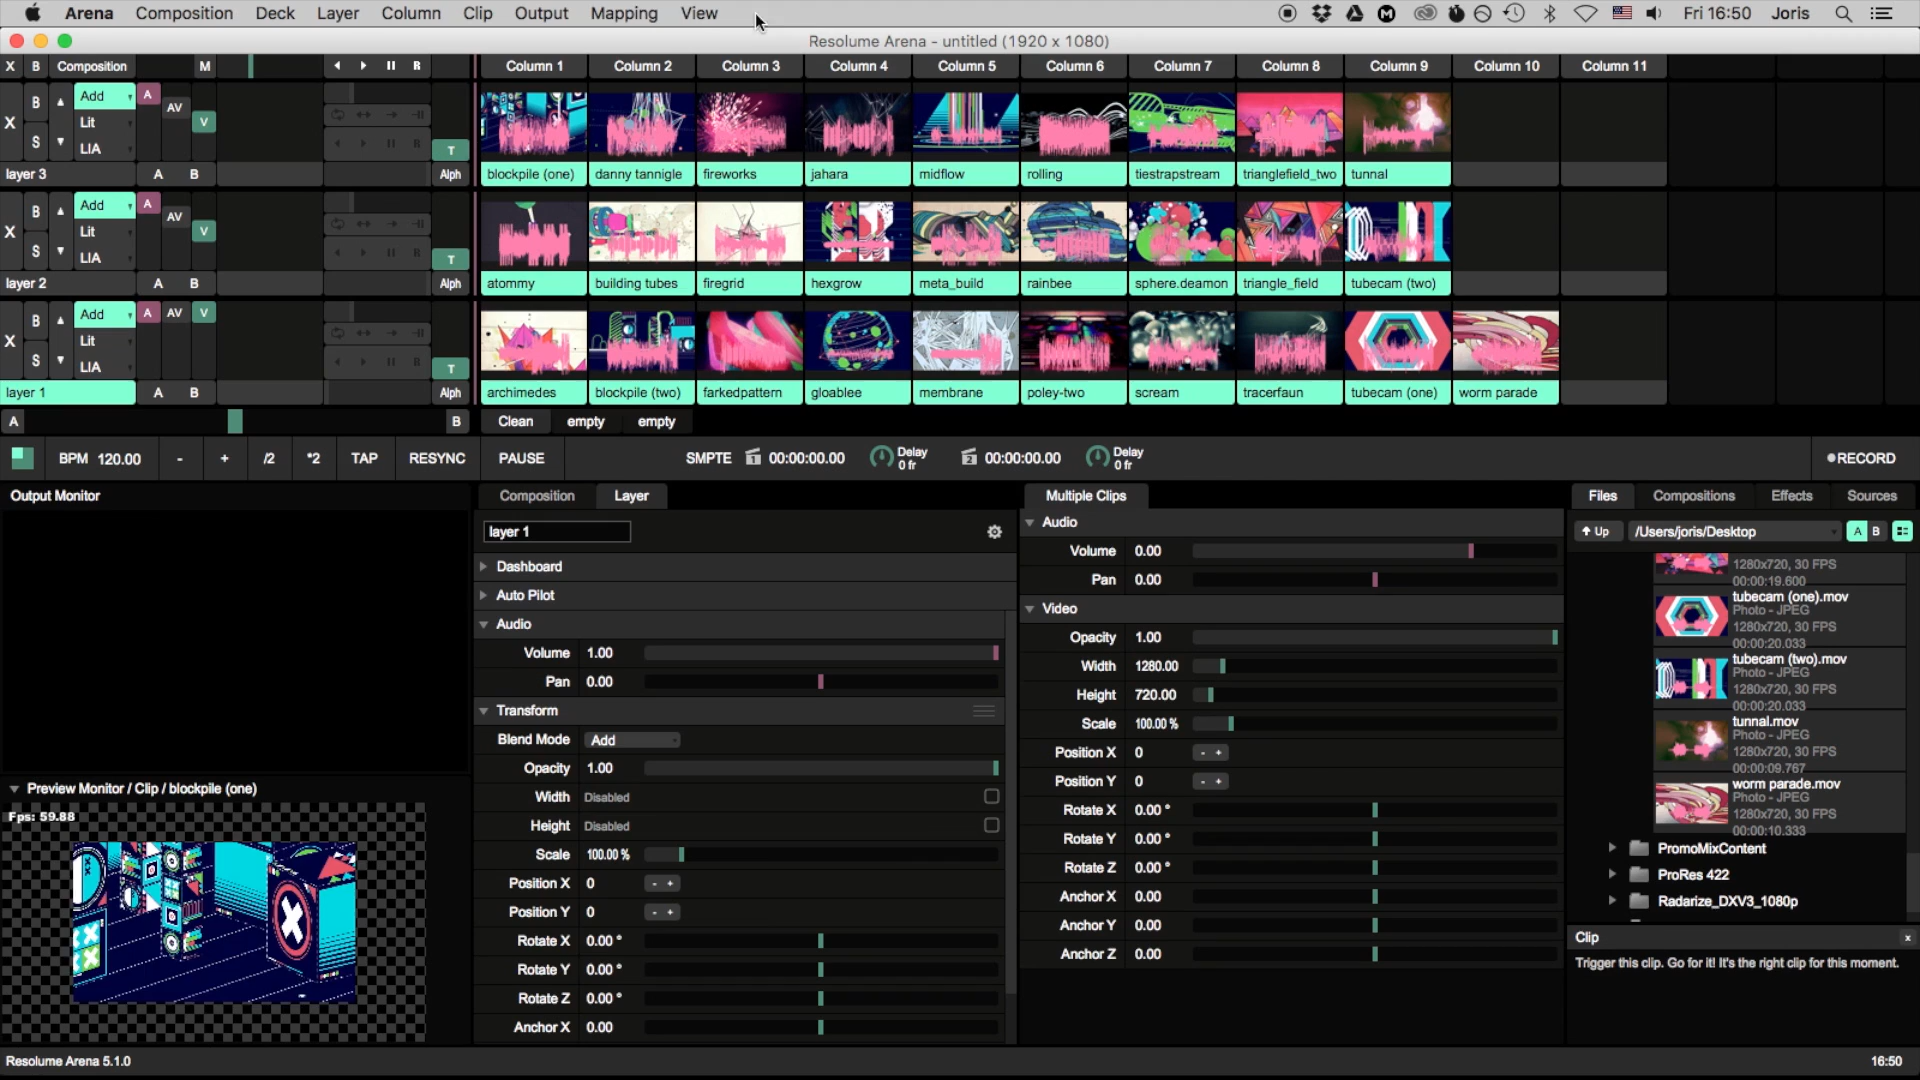 Arena Composition Deck Layer Column Clip Output Mapping View Fri 16:50 Joris
Resolume Arena - untitled (1920 x 1080)
X B Composition M R Column 1 Column 2 Column 3 Column 4 Column 5 Column 6 Column 7 Column 8 Column 9 Column 10 Column 11
X B S Add Lit LIA A AV V R T
layer 3 A B Alph blockpile (one) danny tannigle fireworks jahara midflow rolling tiestrapstream trianglefield_two tunnal
X B S Add Lit LIA A AV V R T
layer 2 A B Alph atommy building tubes firegrid hexgrow meta_build rainbee sphere.deamon triangle_field tubecam (two)
X B S Add Lit LIA A AV V R T
layer 1 A B Alph archimedes blockpile (two) farkedpattern gloablee membrane poley-two scream tracerfaun tubecam (one) worm parade
A B Clean empty empty
BPM 120.00 - + /2 *2 TAP RESYNC PAUSE SMPTE 1 00:00:00.00 Delay 0 fr 2 00:00:00.00 Delay 0 fr RECORD
Output Monitor
Preview Monitor / Clip / blockpile (one)
Fps: 59.88
Composition Layer
layer 1
Dashboard
Auto Pilot
Audio
Volume 1.00
Pan 0.00
Transform
Blend Mode Add
Opacity 1.00
Width Disabled
Height Disabled
Scale 100.00 %
Position X 0 - +
Position Y 0 - +
Rotate X 0.00 °
Rotate Y 0.00 °
Rotate Z 0.00 °
Anchor X 0.00
Multiple Clips
Audio
Volume 0.00
Pan 0.00
Video
Opacity 1.00
Width 1280.00
Height 720.00
Scale 100.00 %
Position X 0 - +
Position Y 0 - +
Rotate X 0.00 °
Rotate Y 0.00 °
Rotate Z 0.00 °
Anchor X 0.00
Anchor Y 0.00
Anchor Z 0.00
Files Compositions Effects Sources
Up /Users/joris/Desktop A B
1280x720, 30 FPS
00:00:19.600
tubecam (one).mov
Photo - JPEG
1280x720, 30 FPS
00:00:20.033
tubecam (two).mov
Photo - JPEG
1280x720, 30 FPS
00:00:20.033
tunnal.mov
Photo - JPEG
1280x720, 30 FPS
00:00:09.767
worm parade.mov
Photo - JPEG
1280x720, 30 FPS
00:00:10.333
PromoMixContent
ProRes 422
Radarize_DXV3_1080p
Clip x
Trigger this clip. Go for it! It's the right clip for this moment.
Resolume Arena 5.1.0 16:50